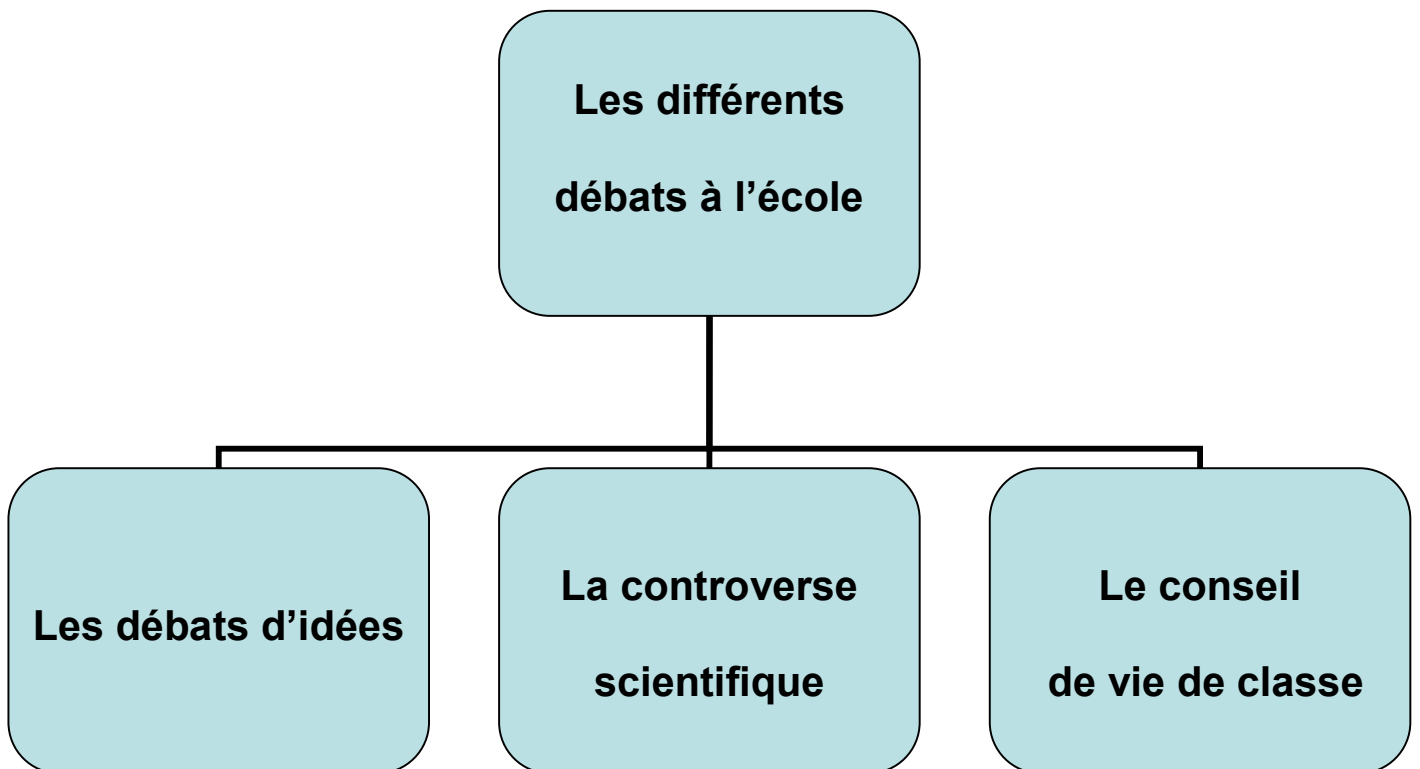 Les différents
débats à l’école
Les débats d’idées
La controverse
scientifique
Le conseil
de vie de classe